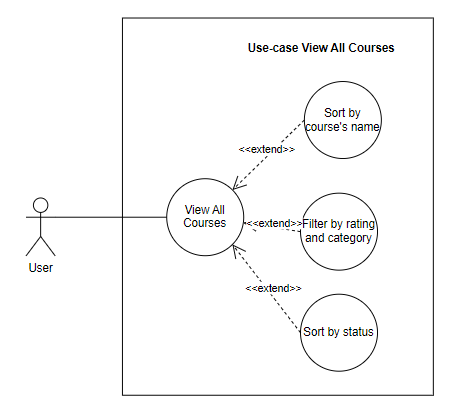 Use-case View All Courses
Sort by
course's name
<<extend>>
View All
Courses
<<extend>>
Filter by rating
and category
User
<<extend>>
Sort by status